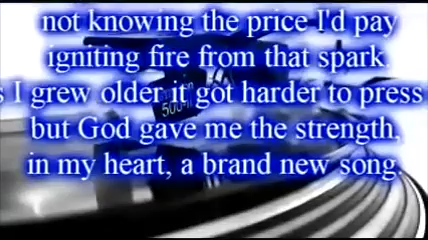 not knowing the price I'd pay
igniting fire from that spark.
s I grew older it got harder to press
but God gave me the strength,
in my heart, a brand new song.